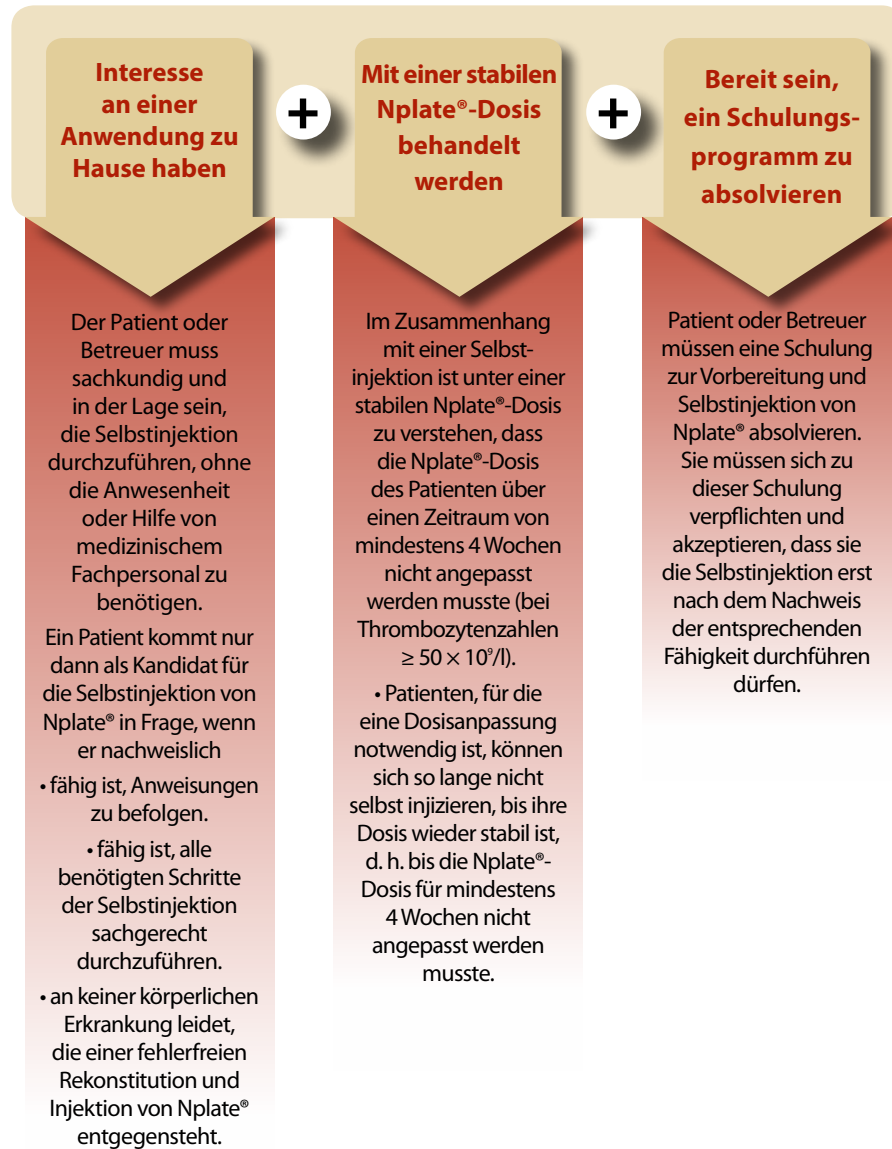 Interesse
an einer
Anwendung zu
Hause haben
+
Mit einer stabilen
Nplate®-Dosis
behandelt
werden
+
Bereit sein,
ein Schulungs-
programm zu
absolvieren
Der Patient oder
Betreuer muss
sachkundig und
in der Lage sein,
die Selbstinjektion
durchzuführen, ohne
die Anwesenheit
oder Hilfe von
medizinischem
Fachpersonal zu
benötigen.
Ein Patient kommt nur
dann als Kandidat für
die Selbstinjektion von
Nplate® in Frage, wenn
er nachweislich
• fähig ist, Anweisungen
zu befolgen.
• fähig ist, alle
benötigten Schritte
der Selbstinjektion
sachgerecht
durchzuführen.
• an keiner körperlichen
Erkrankung leidet,
die einer fehlerfreien
Rekonstitution und
Injektion von Nplate®
entgegensteht.
Im Zusammenhang
mit einer Selbst-
injektion ist unter einer
stabilen Nplate®-Dosis
zu verstehen, dass
die Nplate®-Dosis
des Patienten über
einen Zeitraum von
mindestens 4 Wochen
nicht angepasst
werden musste (bei
Thrombozytenzahlen
≥ 50 × 10⁹/l).
• Patienten, für die
eine Dosisanpassung
notwendig ist, können
sich so lange nicht
selbst injizieren, bis ihre
Dosis wieder stabil ist,
d. h. bis die Nplate®-
Dosis für mindestens
4 Wochen nicht
angepasst werden
musste.
Patient oder Betreuer
müssen eine Schulung
zur Vorbereitung und
Selbstinjektion von
Nplate® absolvieren.
Sie müssen sich zu
dieser Schulung
verpflichten und
akzeptieren, dass sie
die Selbstinjektion erst
nach dem Nachweis
der entsprechenden
Fähigkeit durchführen
dürfen.